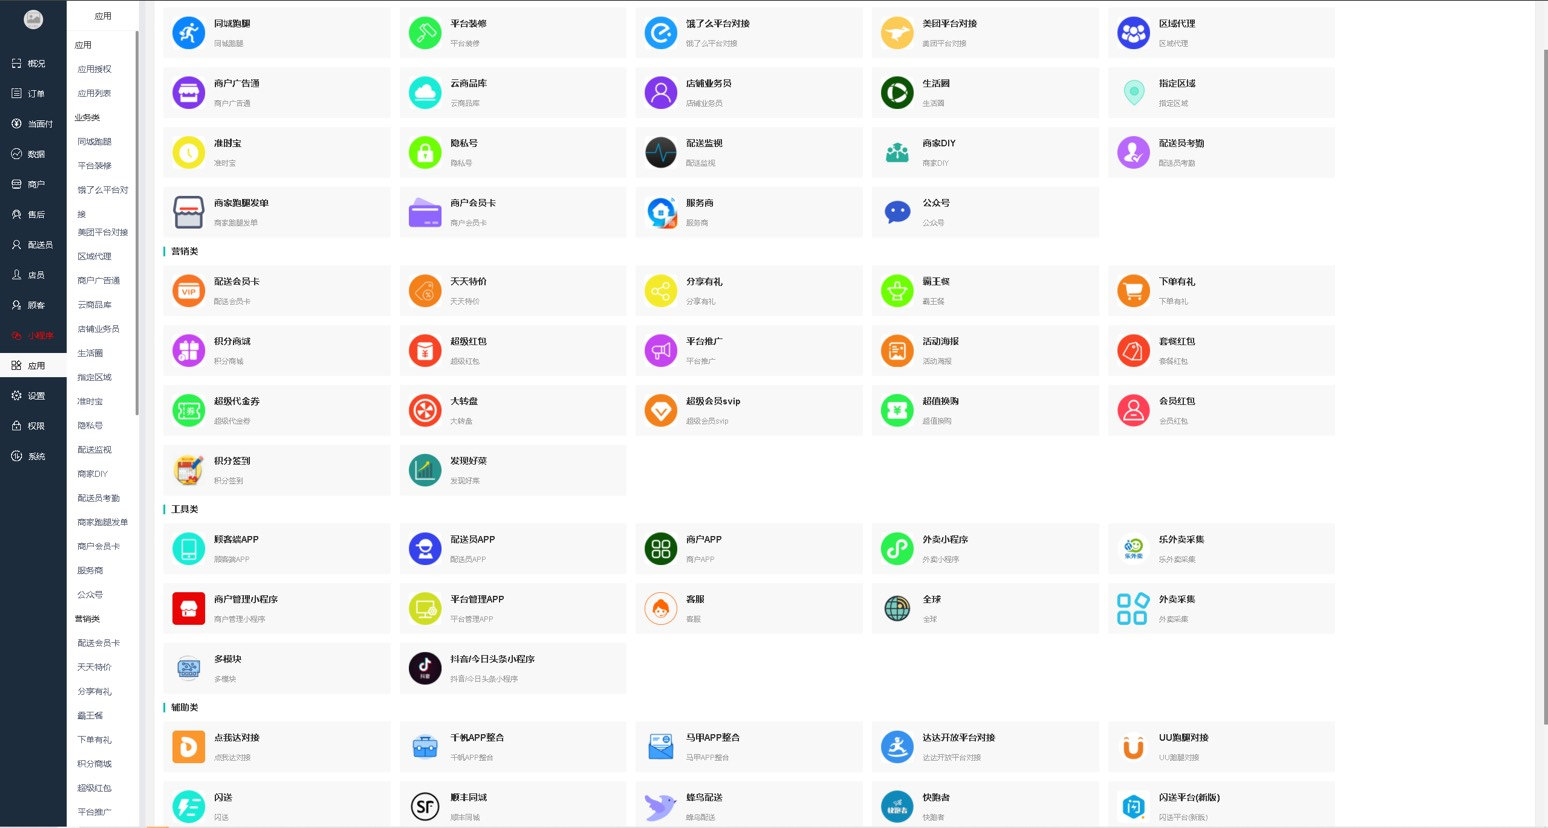 概况
订单
当面付
数据
商户
售后
配送员
店员
顾客
小程序
应用
设置
权限
系统
应用
应用
应用授权
应用列表
业务类
同城跑腿
平台装修
饿了么平台对
接
美团平台对接
区域代理
商户广告通
云商品库
店铺业务员
生活圈
指定区域
准时宝
隐私号
配送监视
商家DIY
配送员考勤
商家跑腿发单
商户会员卡
服务商
公众号
营销类
配送会员卡
天天特价
分享有礼
霸王餐
下单有礼
积分商城
超级红包
平台推广
同城跑腿
同城跑腿
平台装修
平台装修
饿了么平台对接
饿了么平台对接
美团平台对接
美团平台对接
区域代理
区域代理
商户广告通
商户广告通
云商品库
云商品库
店铺业务员
店铺业务员
生活圈
生活圈
指定区域
指定区域
准时宝
准时宝
隐私号
隐私号
配送监视
配送监视
商家DIY
商家DIY
配送员考勤
配送员考勤
商家跑腿发单
商家跑腿发单
商户会员卡
商户会员卡
服务商
服务商
公众号
公众号
营销类
VIP
配送会员卡
配送会员卡
天天特价
天天特价
分享有礼
分享有礼
霸王餐
霸王餐
下单有礼
下单有礼
积分商城
积分商城
超级红包
超级红包
平台推广
平台推广
活动海报
活动海报
套餐红包
套餐红包
券
超级代金券
超级代金券
大转盘
大转盘
超级会员svip
超级会员svip
超值换购
超值换购
会员红包
会员红包
积分签到
积分签到
发现好菜
发现好菜
工具类
顾客端APP
顾客端APP
配送员APP
配送员APP
商户APP
商户APP
外卖小程序
外卖小程序
乐外卖
乐外卖采集
乐外卖采集
商户管理小程序
商户管理小程序
平台管理APP
平台管理APP
客服
客服
全球
全球
外卖采集
外卖采集
多模块
多模块
抖音
抖音/今日头条小程序
抖音/今日头条小程序
辅助类
点我达对接
点我达对接
千帆APP整合
千帆APP整合
马甲APP整合
马甲APP整合
达达开放平台对接
达达开放平台对接
UU跑腿对接
UU跑腿对接
闪送
闪送
SF
顺丰同城
顺丰同城
蜂鸟配送
蜂鸟配送
快跑者
快跑者
快跑者
闪送平台(新版)
闪送平台(新版)